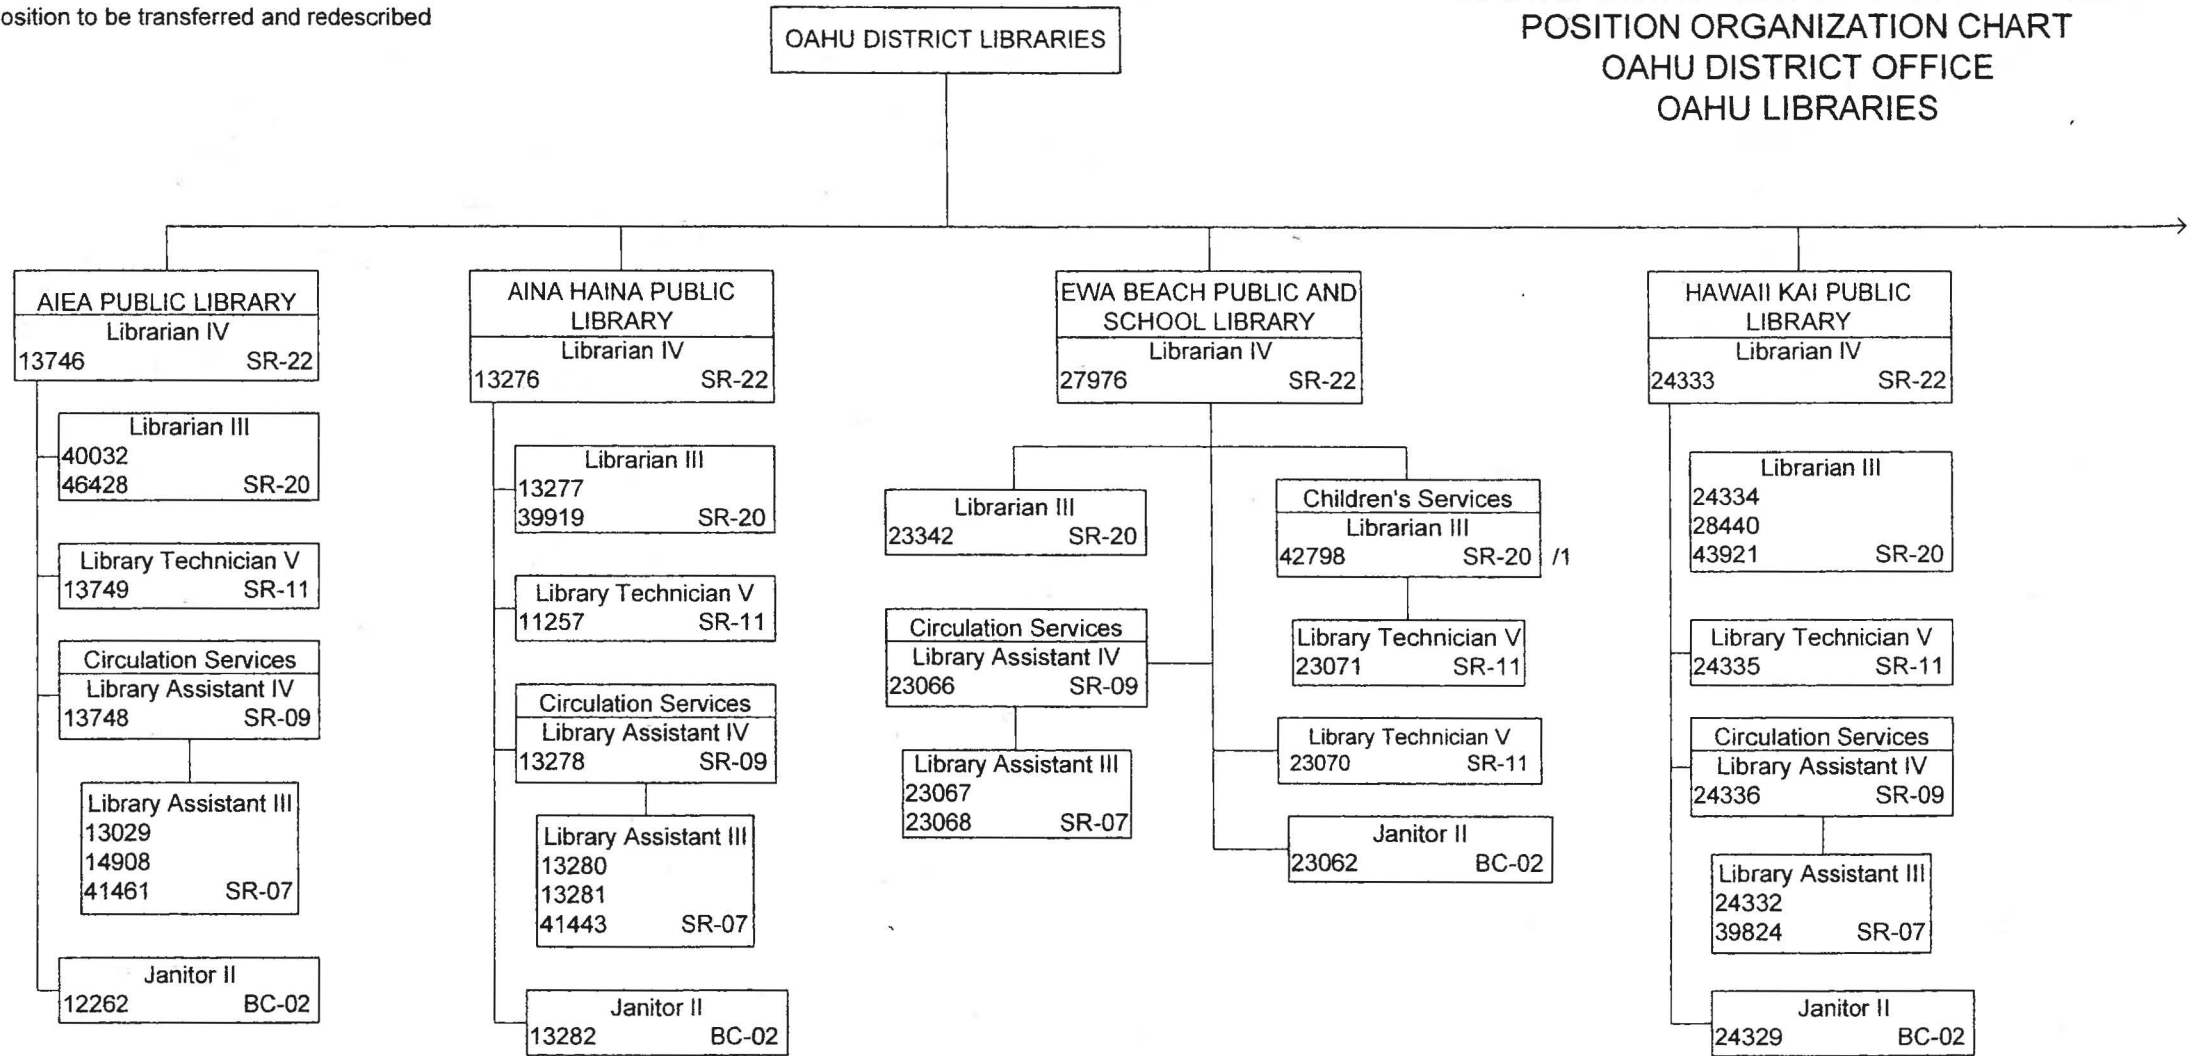 osition to be transferred and redescribed
OAHU DISTRICT LIBRARIES
POSITION ORGANIZATION CHART
OAHU DISTRICT OFFICE
OAHU LIBRARIES
AIEA PUBLIC LIBRARY
Librarian IV
13746 SR-22
Librarian III
40032
46428 SR-20
Library Technician V
13749 SR-11
Circulation Services
Library Assistant IV
13748 SR-09
Library Assistant III
13029
14908
41461 SR-07
Janitor II
12262 BC-02
AINA HAINA PUBLIC
LIBRARY
Librarian IV
13276 SR-22
Librarian III
13277
39919 SR-20
Library Technician V
11257 SR-11
Circulation Services
Library Assistant IV
13278 SR-09
Library Assistant III
13280
13281
41443 SR-07
Janitor II
13282 BC-02
EWA BEACH PUBLIC AND
SCHOOL LIBRARY
Librarian IV
27976 SR-22
Librarian III
23342 SR-20
Circulation Services
Library Assistant IV
23066 SR-09
Library Assistant III
23067
23068 SR-07
Children's Services
Librarian III
42798 SR-20 /1
Library Technician V
23071 SR-11
Library Technician V
23070 SR-11
Janitor II
23062 BC-02
HAWAII KAI PUBLIC
LIBRARY
Librarian IV
24333 SR-22
Librarian III
24334
28440
43921 SR-20
Library Technician V
24335 SR-11
Circulation Services
Library Assistant IV
24336 SR-09
Library Assistant III
24332
39824 SR-07
Janitor II
24329 BC-02